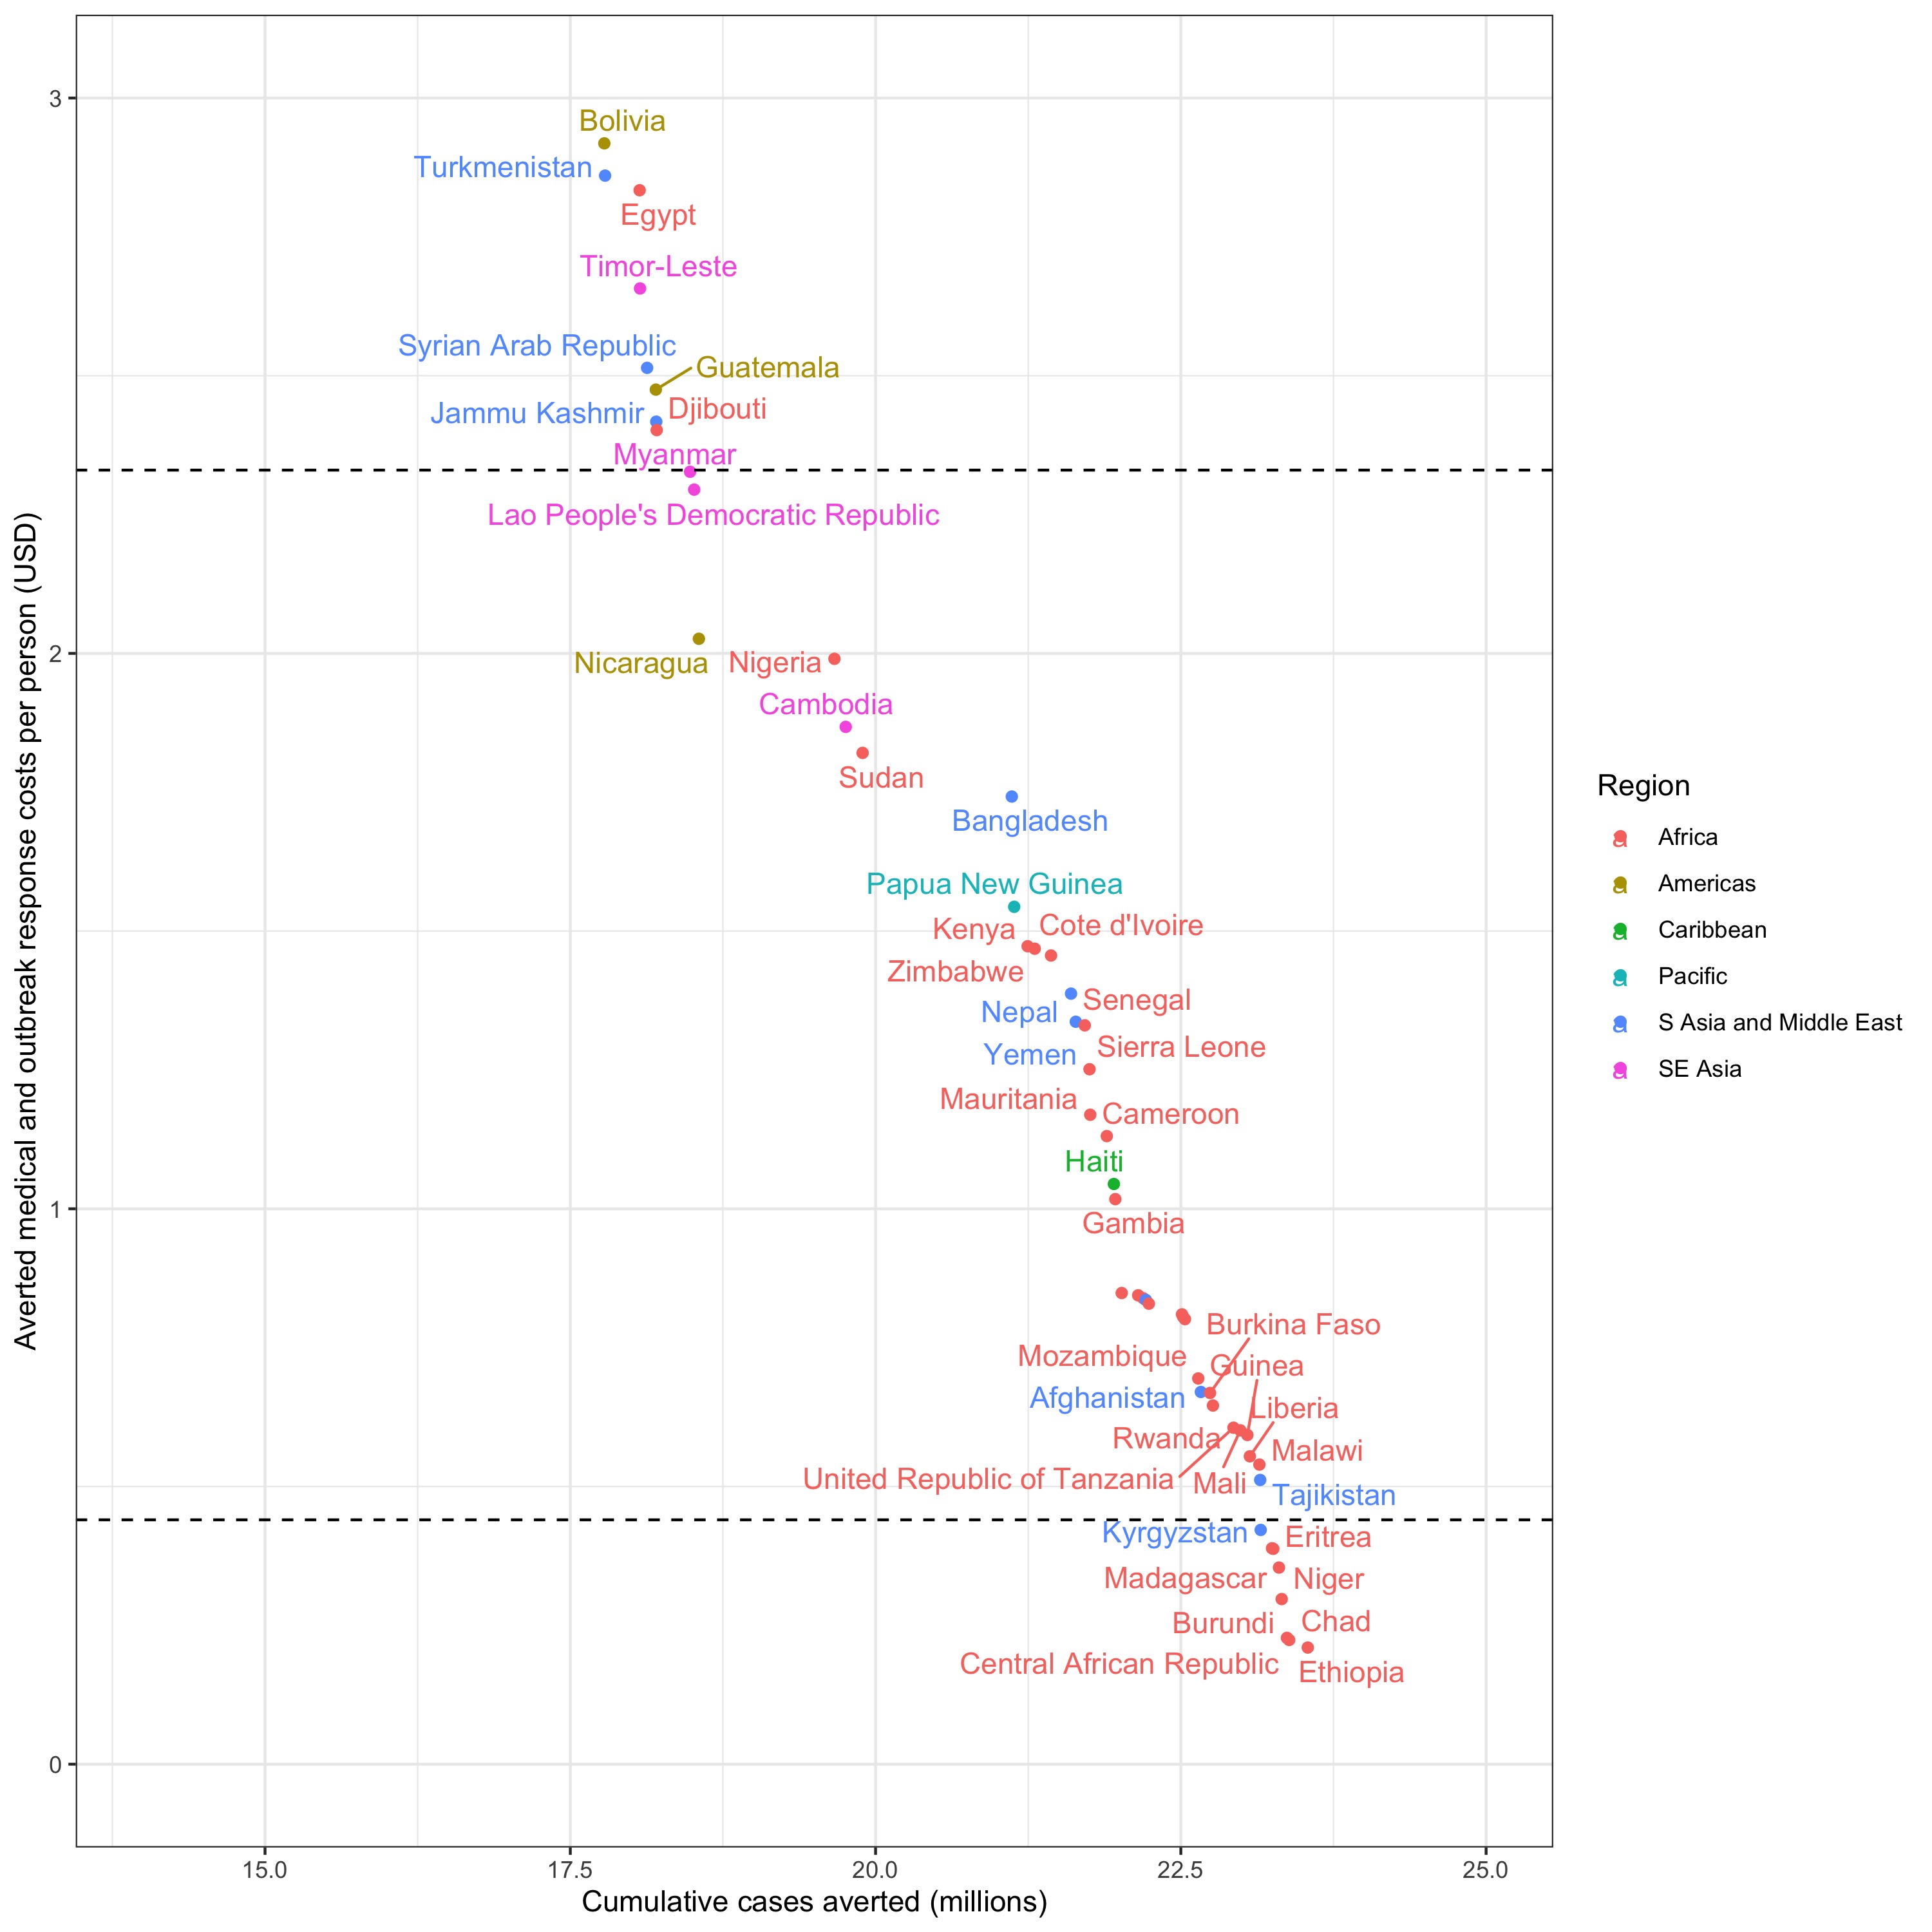 3
Bolivia
Turkmenistan
Egypt
Timor-Leste
Syrian Arab Republic
Guatemala
Djibouti
Jammu Kashmir
Myanmar
Lao People's Democratic Republic
2
Nicaragua
Nigeria
Cambodia
Sudan
Bangladesh
Papua New Guinea
Kenya
Cote d'Ivoire
Zimbabwe
Senegal
Nepal
Sierra Leone
Yemen
Mauritania
Cameroon
Haiti
1
Gambia
Burkina Faso
Mozambique
Guinea
Afghanistan
Liberia
Rwanda
Malawi
United Republic of Tanzania
Mali
Tajikistan
Kyrgyzstan
Eritrea
Madagascar
Niger
Burundi
Chad
Central African Republic
Ethiopia
0
15.0 17.5 20.0 22.5 25.0
Cumulative cases averted (millions)
Averted medical and outbreak response costs per person (USD)
Region
a Africa
a Americas
a Caribbean
a Pacific
a S Asia and Middle East
a SE Asia